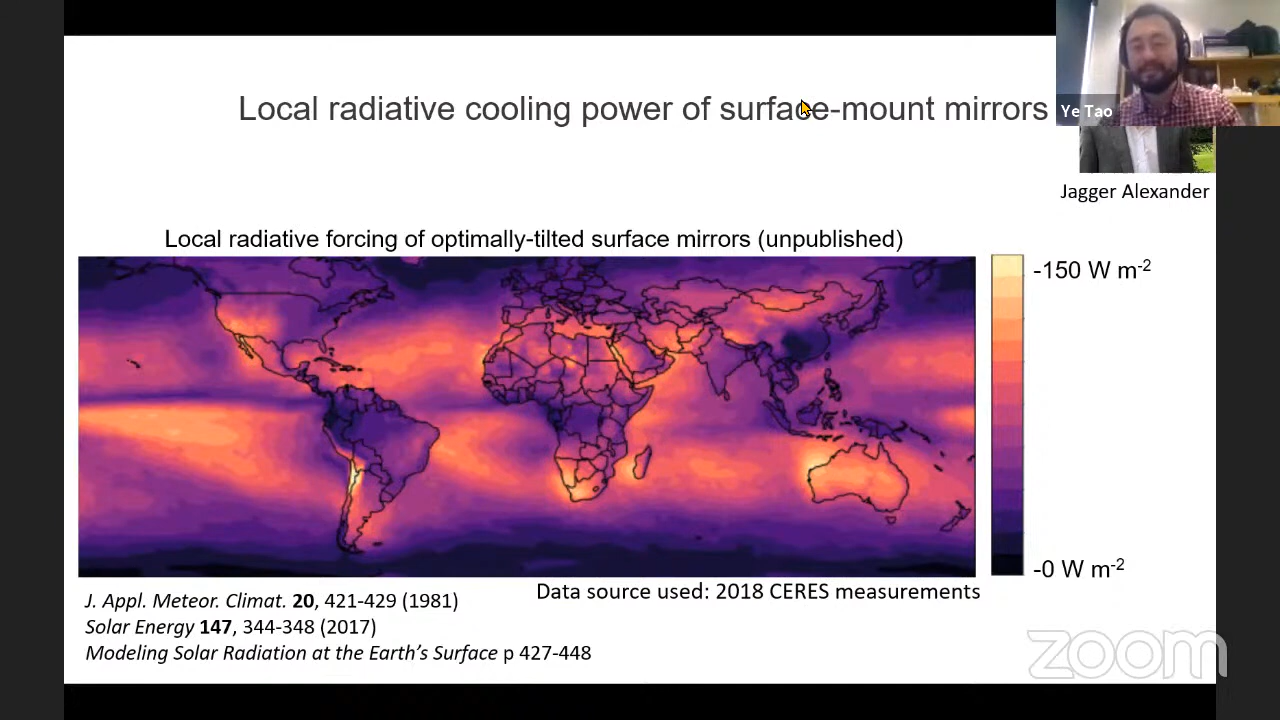 Local radiative cooling power of surface-mount mirrors
Ye Tao
Jagger Alexander
Local radiative forcing of optimally-tilted surface mirrors (unpublished)
-150 W m-2
-0 W m-2
Data source used: 2018 CERES measurements
J. Appl. Meteor. Climat. 20, 421-429 (1981)
Solar Energy 147, 344-348 (2017)
Modeling Solar Radiation at the Earth's Surface p 427-448
zoom